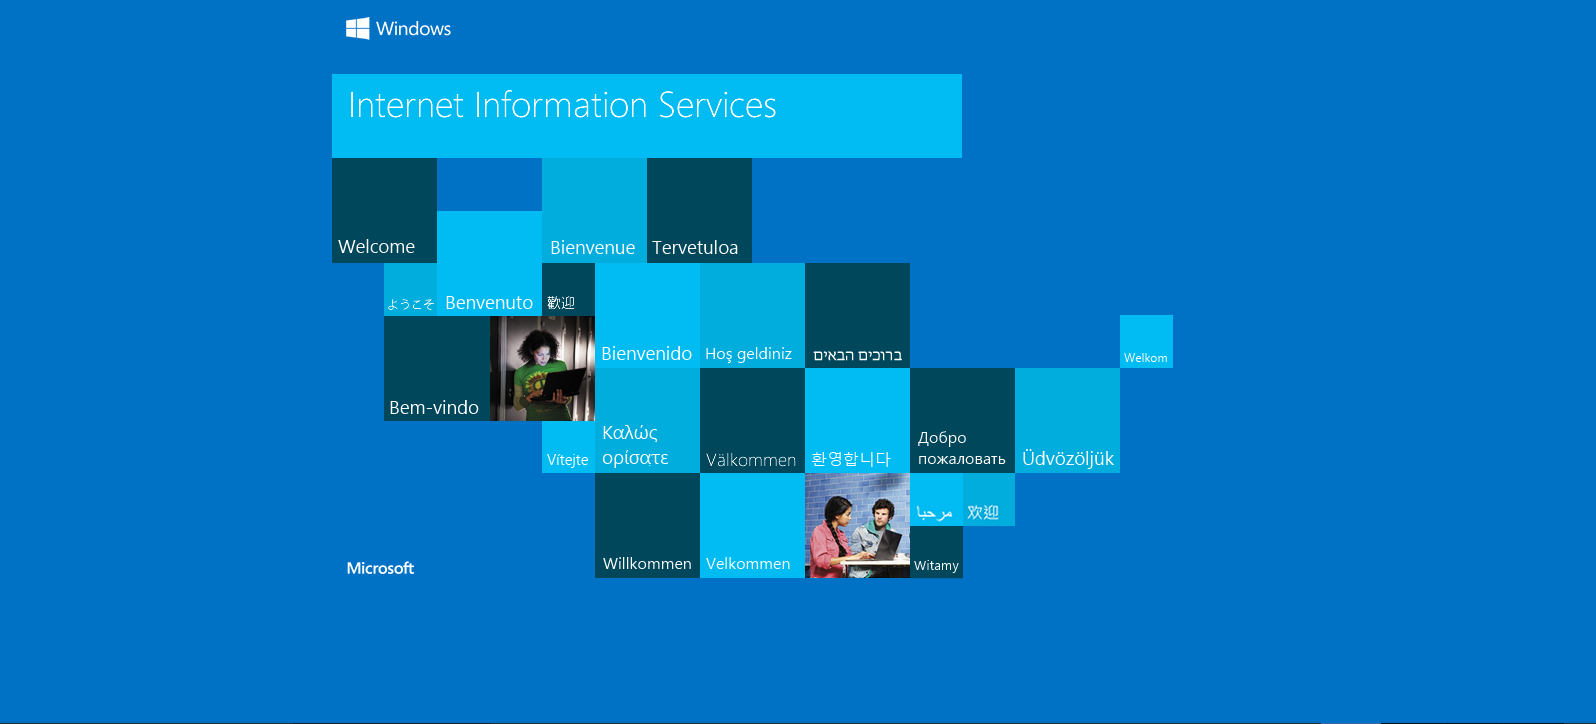 Windows
Internet Information Services
Welcome
Bienvenue
Tervetuloa
ようこそ
Benvenuto
歡迎
Bienvenido
Hoş geldiniz
ברוכים הבאים
Welkom
Bem-vindo
Vítejte
Καλώς
ορίσατε
Välkommen
환영합니다
Добро
пожаловать
Üdvözöljük
مرحبا
欢迎
Microsoft
Willkommen
Velkommen
Witamy